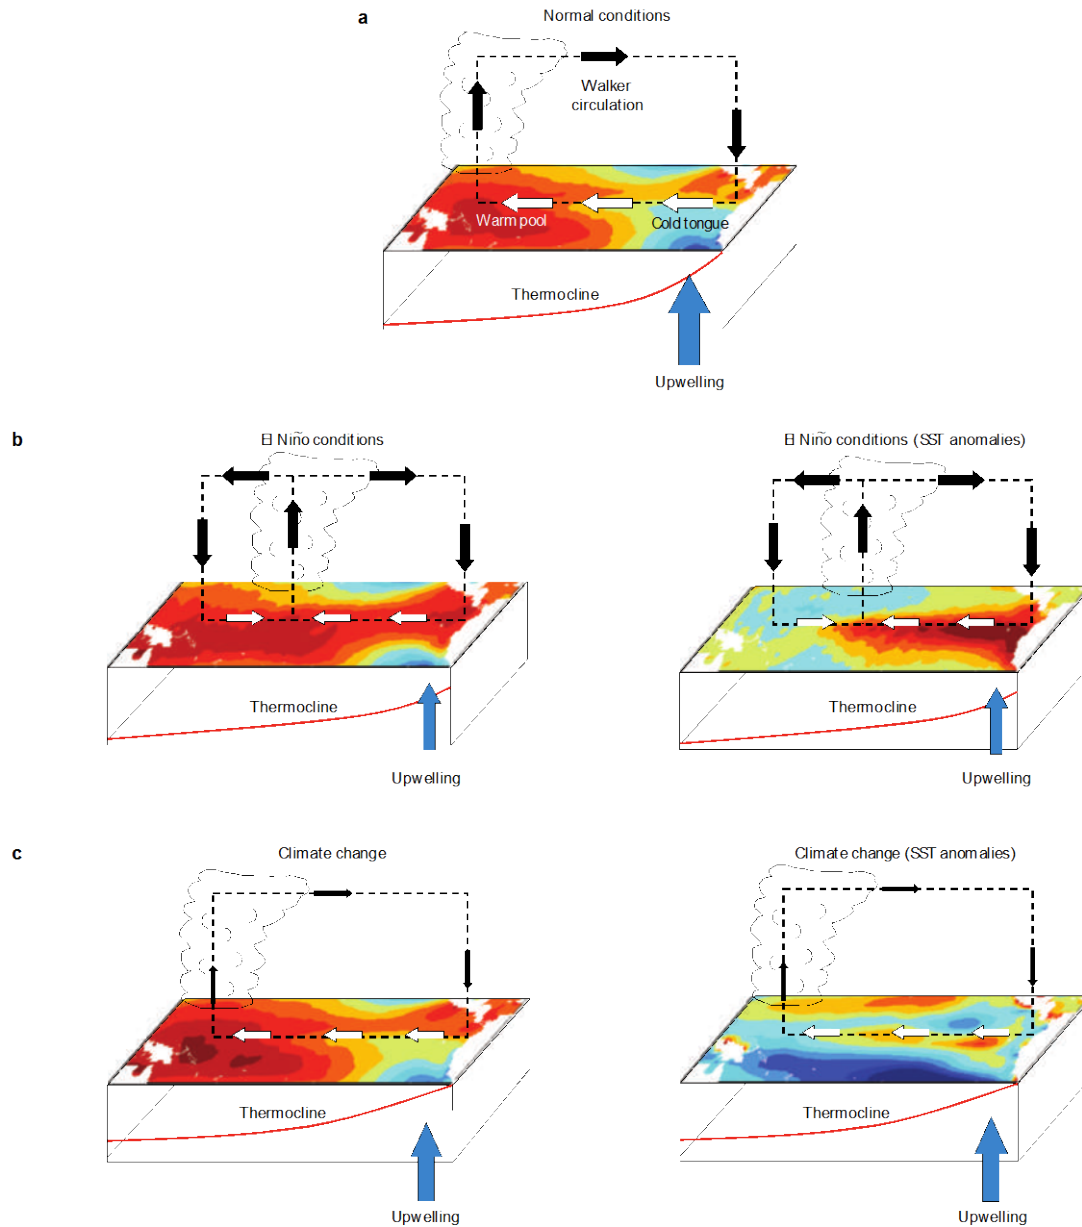 a
Normal conditions
Walker
circulation
Warm pool
Cold tongue
Thermocline
Upwelling
b
El Niño conditions
El Niño conditions (SST anomalies)
Thermocline
Thermocline
Upwelling
Upwelling
c
Climate change
Climate change (SST anomalies)
Thermocline
Thermocline
Upwelling
Upwelling